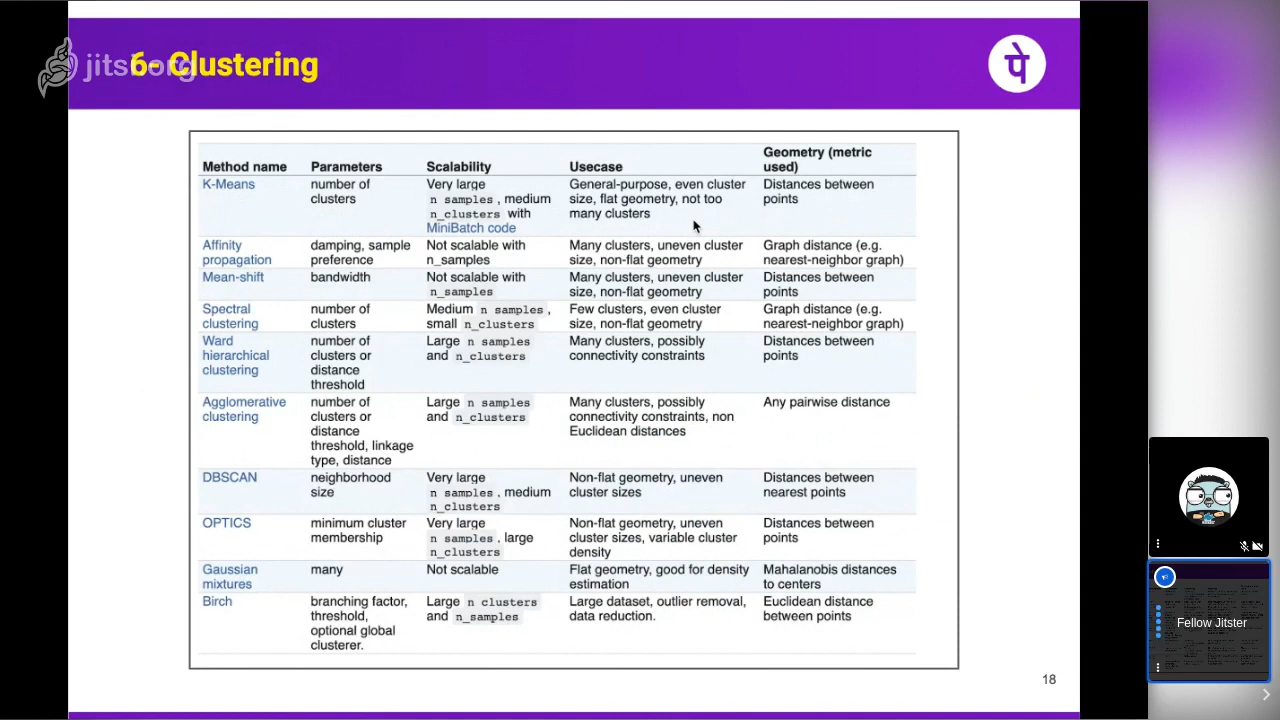 jitsi.org
6- Clustering
पे
Method name Parameters Scalability Usecase Geometry (metric used)
K-Means number of clusters Very large n samples, medium n_clusters with MiniBatch code General-purpose, even cluster size, flat geometry, not too many clusters Distances between points
Affinity propagation damping, sample preference Not scalable with n_samples Many clusters, uneven cluster size, non-flat geometry Graph distance (e.g. nearest-neighbor graph)
Mean-shift bandwidth Not scalable with n_samples Many clusters, uneven cluster size, non-flat geometry Distances between points
Spectral clustering number of clusters Medium n samples, small n_clusters Few clusters, even cluster size, non-flat geometry Graph distance (e.g. nearest-neighbor graph)
Ward hierarchical clustering number of clusters or distance threshold Large n samples and n_clusters Many clusters, possibly connectivity constraints Distances between points
Agglomerative clustering number of clusters or distance threshold, linkage type, distance Large n samples and n_clusters Many clusters, possibly connectivity constraints, non Euclidean distances Any pairwise distance
DBSCAN neighborhood size Very large n samples, medium n_clusters Non-flat geometry, uneven cluster sizes Distances between nearest points
OPTICS minimum cluster membership Very large n samples, large n_clusters Non-flat geometry, uneven cluster sizes, variable cluster density Distances between points
Gaussian mixtures many Not scalable Flat geometry, good for density estimation Mahalanobis distances to centers
Birch branching factor, threshold, optional global clusterer. Large n clusters and n_samples Large dataset, outlier removal, data reduction. Euclidean distance between points
18
Fellow Jitster